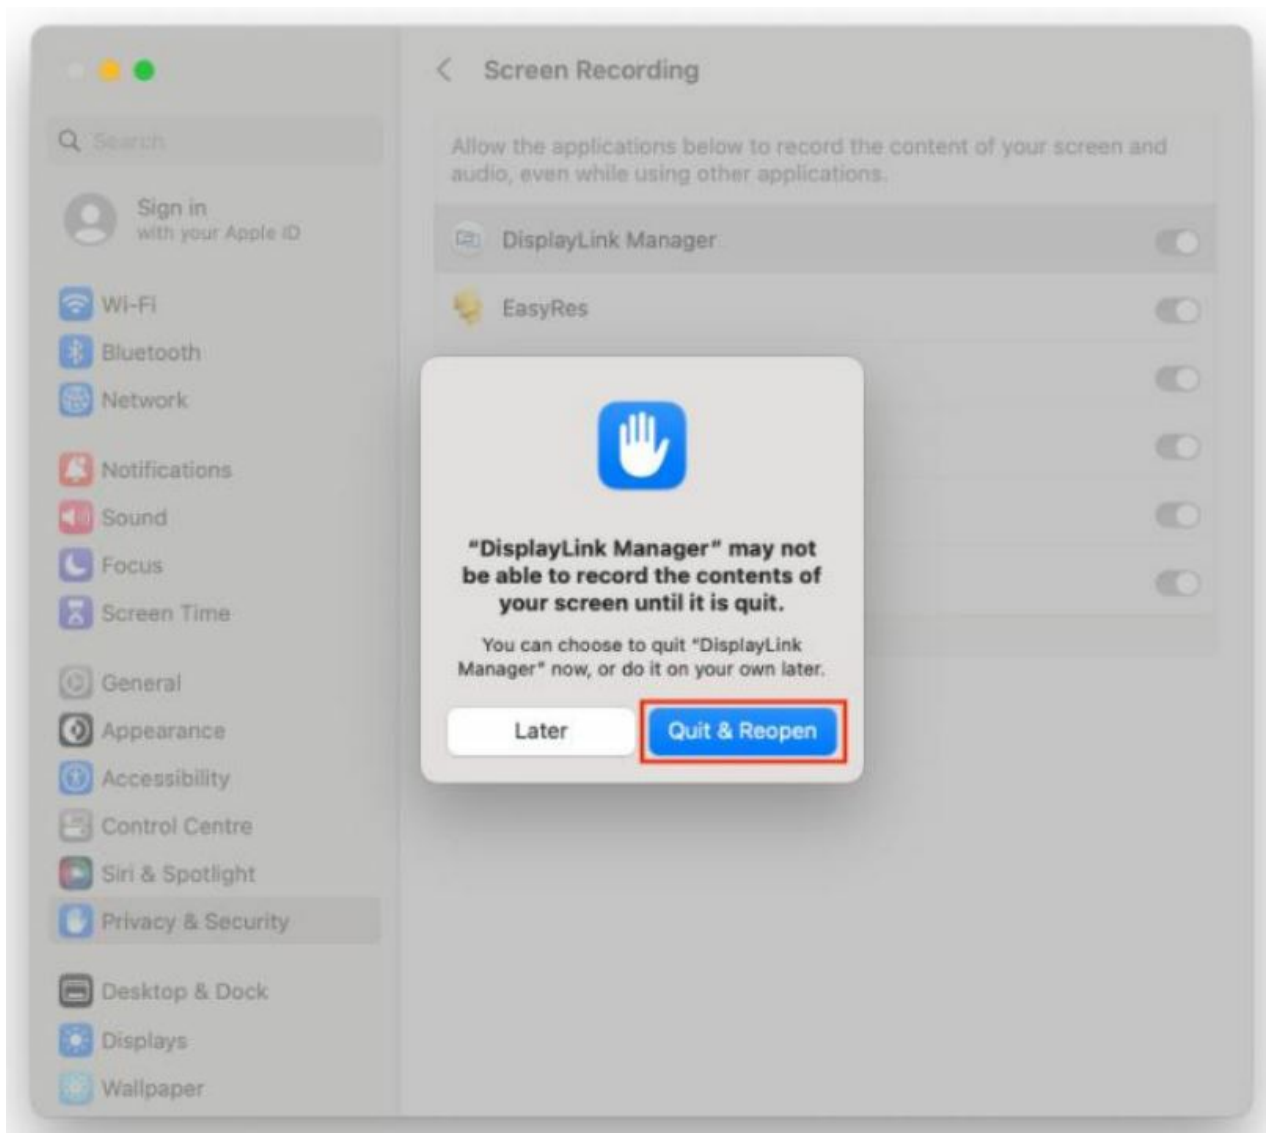 Screen Recording
Search
Sign in
with your Apple ID
Wi-Fi
Bluetooth
Network
Notifications
Sound
Focus
Screen Time
General
Appearance
Accessibility
Control Centre
Siri & Spotlight
Privacy & Security
Desktop & Dock
Displays
Wallpaper
Allow the applications below to record the content of your screen and
audio, even while using other applications.
DisplayLink Manager
EasyRes
"DisplayLink Manager" may not
be able to record the contents of
your screen until it is quit.
You can choose to quit "DisplayLink
Manager" now, or do it on your own later.
Later
Quit & Reopen